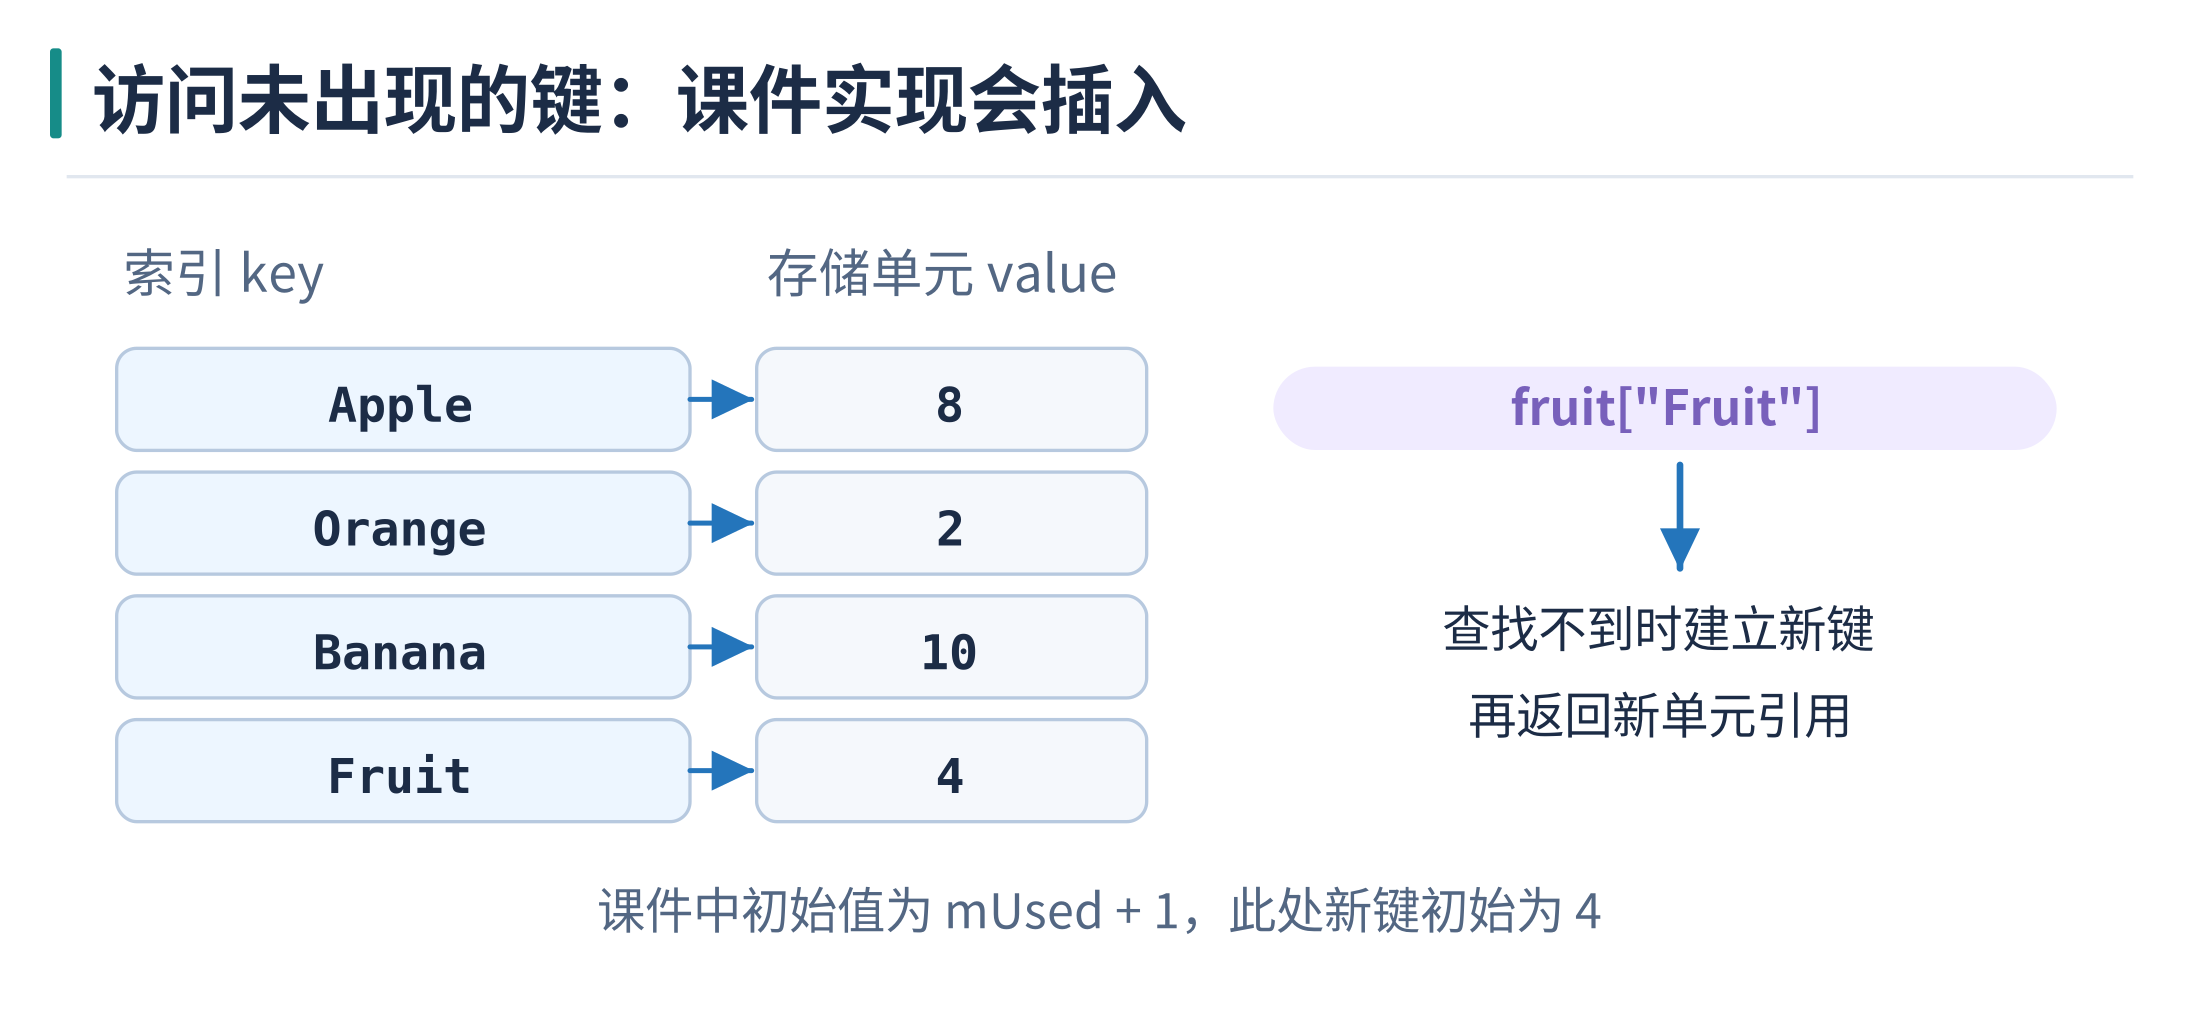 访问未出现的键：课件实现会插入
索引 key
存储单元 value
Apple
8
Orange
2
Banana
10
Fruit
4
fruit["Fruit"]
查找不到时建立新键
再返回新单元引用
课件中初始值为 mUsed + 1，此处新键初始为 4